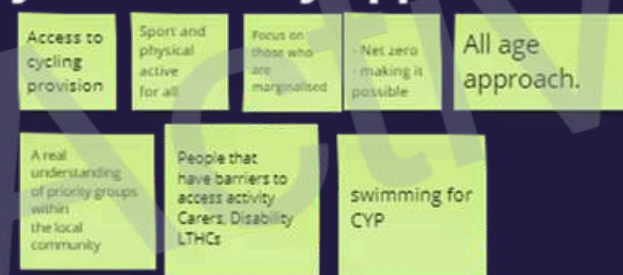 Access to
cycling
provision
Sport and
physical
active
for all
Focus on
those who
are
marginalised
- Net zero
- making it
possible
All age
approach.
A real
understanding
of priority groups
within
the local
community
People that
have barriers to
access activity
Carers, Disability
LTHCs
swimming for
CYP